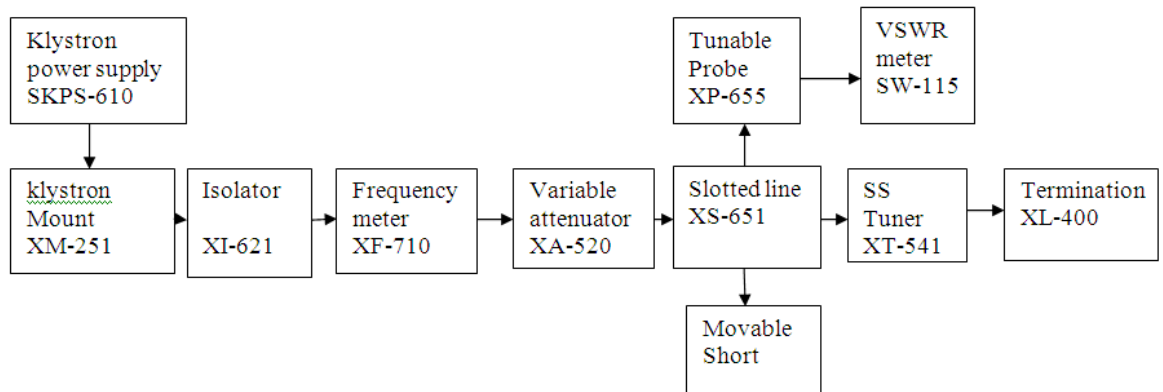 Klystron
power supply
SKPS-610
Tunable
Probe
XP-655
VSWR
meter
SW-115
klystron
Mount
XM-251
Isolator
XI-621
Frequency
meter
XF-710
Variable
attenuator
XA-520
Slotted line
XS-651
SS
Tuner
XT-541
Termination
XL-400
Movable
Short